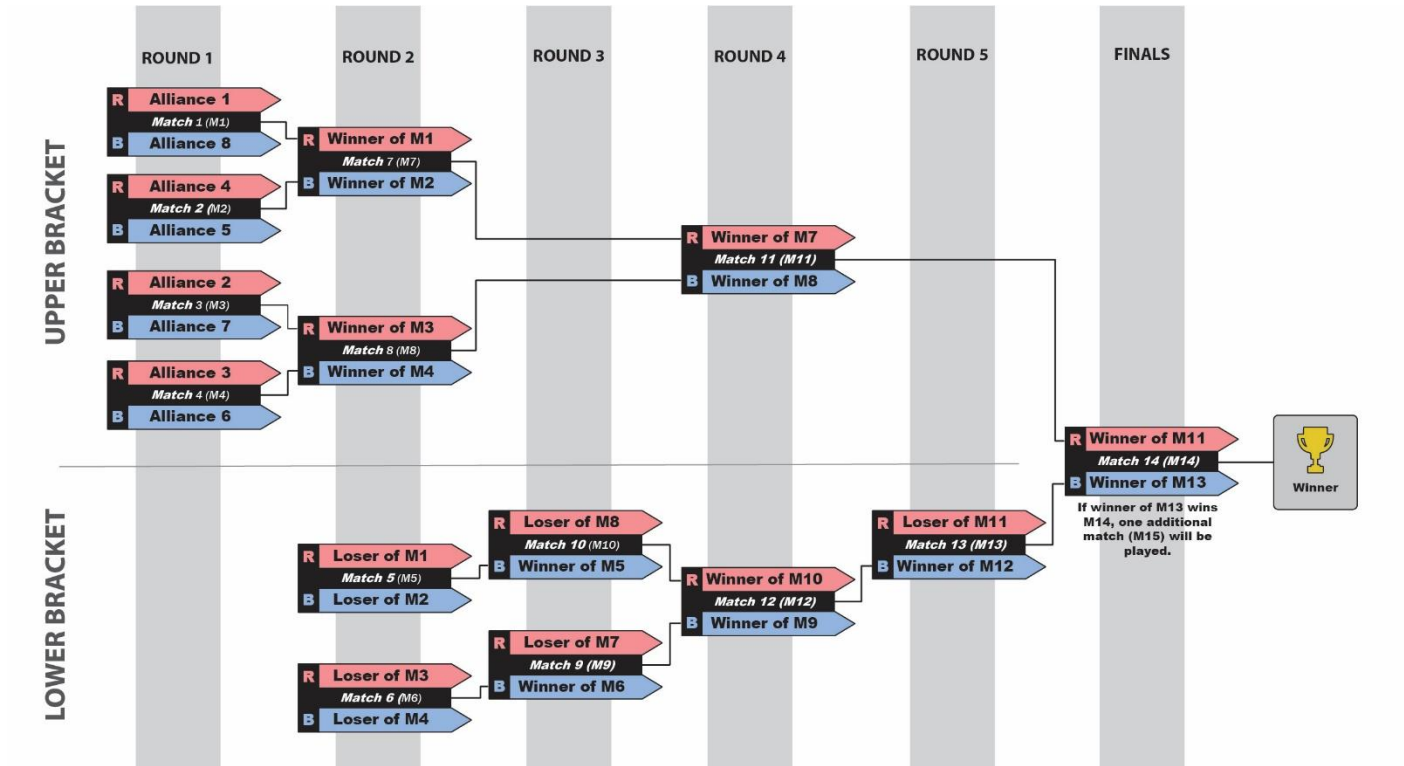 ROUND 1
ROUND 2
ROUND 3
ROUND 4
ROUND 5
FINALS
UPPER BRACKET
R Alliance 1
Match 1 (M1)
B Alliance 8
R Alliance 4
Match 2 (M2)
B Alliance 5
R Alliance 2
Match 3 (M3)
B Alliance 7
R Alliance 3
Match 4 (M4)
B Alliance 6
R Winner of M1
Match 7 (M7)
B Winner of M2
R Winner of M3
Match 8 (M8)
B Winner of M4
R Winner of M7
Match 11 (M11)
B Winner of M8
LOWER BRACKET
R Loser of M1
Match 5 (M5)
B Loser of M2
R Loser of M3
Match 6 (M6)
B Loser of M4
R Loser of M8
Match 10 (M10)
B Winner of M5
R Loser of M7
Match 9 (M9)
B Winner of M6
R Winner of M10
Match 12 (M12)
B Winner of M9
R Loser of M11
Match 13 (M13)
B Winner of M12
R Winner of M11
Match 14 (M14)
B Winner of M13
If winner of M13 wins
M14, one additional
match (M15) will be
played.
Winner